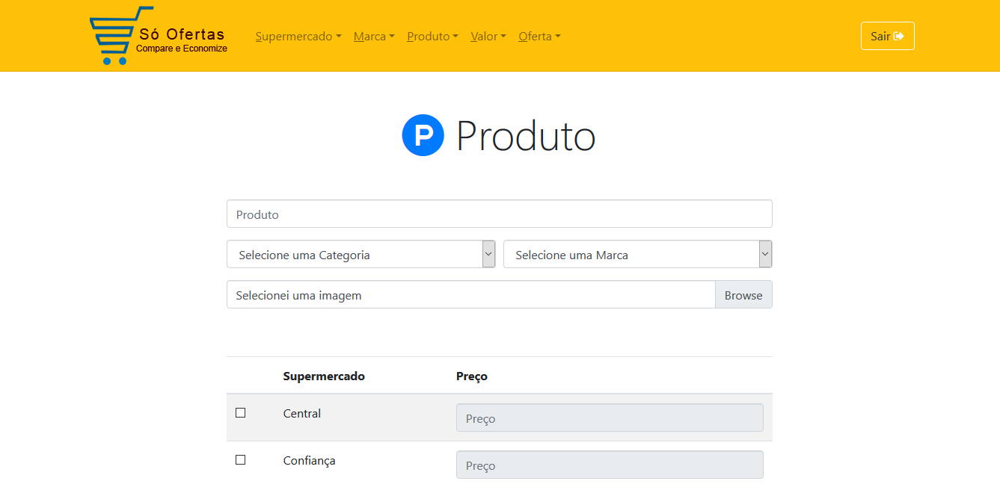 Só Ofertas
Compare e Economize
Supermercado Marca Produto Valor Oferta
Sair
P Produto
Produto
Selecione uma Categoria Selecione uma Marca
Selecionei uma imagem Browse
Supermercado Preço
Central Preço
Confiança Preço